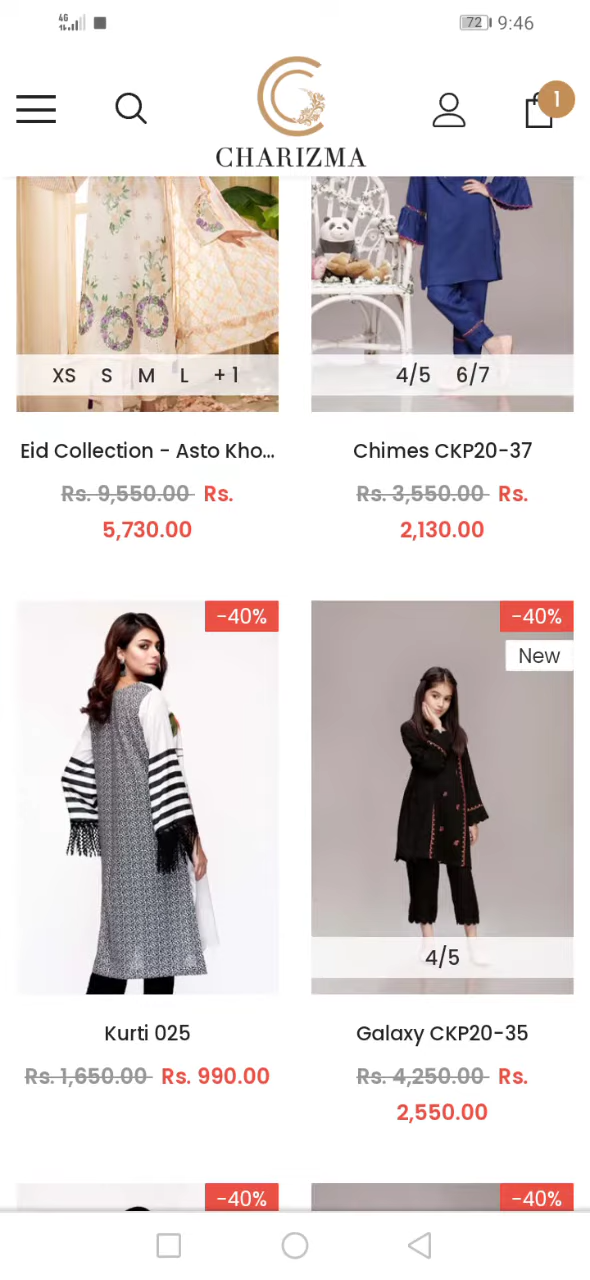 4G
72 9:46
1
CHARIZMA
XS S M L + 1
4/5 6/7
Eid Collection - Asto Kho...
Chimes CKP20-37
Rs. 9,550.00 Rs.
5,730.00
Rs. 3,550.00 Rs.
2,130.00
-40%
-40%
New
4/5
Kurti 025
Galaxy CKP20-35
Rs. 1,650.00 Rs. 990.00
Rs. 4,250.00 Rs.
2,550.00
-40%
-40%